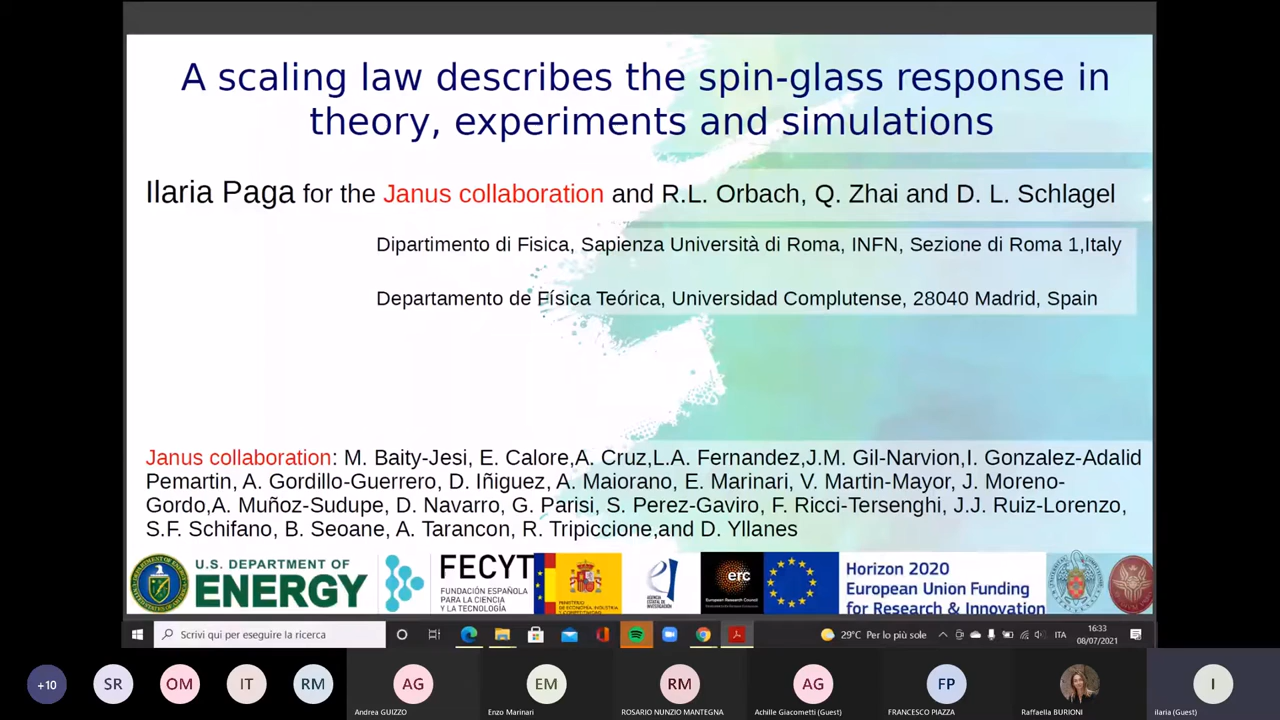 A scaling law describes the spin-glass response in
theory, experiments and simulations
Ilaria Paga for the Janus collaboration and R.L. Orbach, Q. Zhai and D. L. Schlagel
Dipartimento di Fisica, Sapienza Università di Roma, INFN, Sezione di Roma 1,Italy
Departamento de Física Teórica, Universidad Complutense, 28040 Madrid, Spain
Janus collaboration: M. Baity-Jesi, E. Calore,A. Cruz,L.A. Fernandez,J.M. Gil-Narvion,I. Gonzalez-Adalid
Pemartin, A. Gordillo-Guerrero, D. Iñiguez, A. Maiorano, E. Marinari, V. Martin-Mayor, J. Moreno-
Gordo,A. Muñoz-Sudupe, D. Navarro, G. Parisi, S. Perez-Gaviro, F. Ricci-Tersenghi, J.J. Ruiz-Lorenzo,
S.F. Schifano, B. Seoane, A. Tarancon, R. Tripiccione,and D. Yllanes
U.S. DEPARTMENT OF
ENERGY
FECYT
FUNDACIÓN ESPAÑOLA
PARA LA CIENCIA
Y LA TECNOLOGÍA
erc
European Research Council
Horizon 2020
European Union Funding
for Research & Innovation
Scrivi qui per eseguire la ricerca
29°C Per lo più sole
ITA
16:33
08/07/2021
+10
SR
OM
IT
RM
AG
EM
RM
AG
FP
I
Andrea GUIZZO
Enzo Marinari
ROSARIO NUNZIO MANTEGNA
Achille Giacometti (Guest)
FRANCESCO PIAZZA
Raffaella BURIONI
ilaria (Guest)